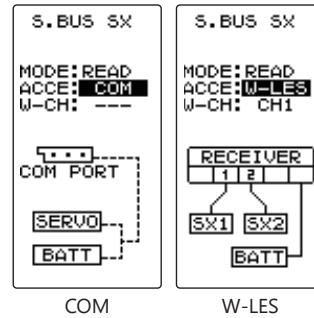 S.BUS SX
MODE:READ
ACCE: COM
W-CH: ---
COM PORT
SERVO
BATT
COM
S.BUS SX
MODE:READ
ACCE:W-LES
W-CH: CH1
RECEIVER
1 2
SX1 SX2
BATT
W-LES